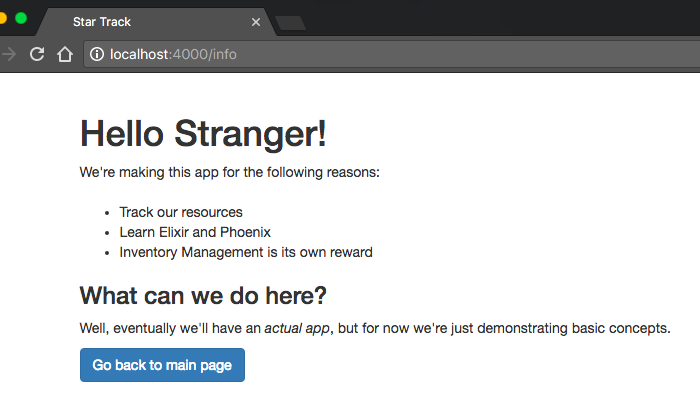 Star Track
localhost:4000/info
Hello Stranger!
We're making this app for the following reasons:
Track our resources
Learn Elixir and Phoenix
Inventory Management is its own reward
What can we do here?
Well, eventually we'll have an actual app, but for now we're just demonstrating basic concepts.
Go back to main page